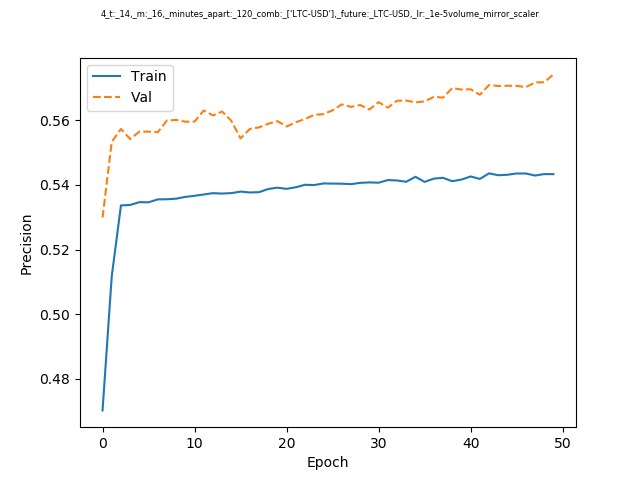 4_t:_14,_m:_16,_minutes_apart:_120_comb:_['LTC-USD'],_future:_LTC-USD,_lr:_1e-5volume_mirror_scaler
Train
Val
0.56
0.54
0.52
0.50
0.48
Precision
0 10 20 30 40 50
Epoch